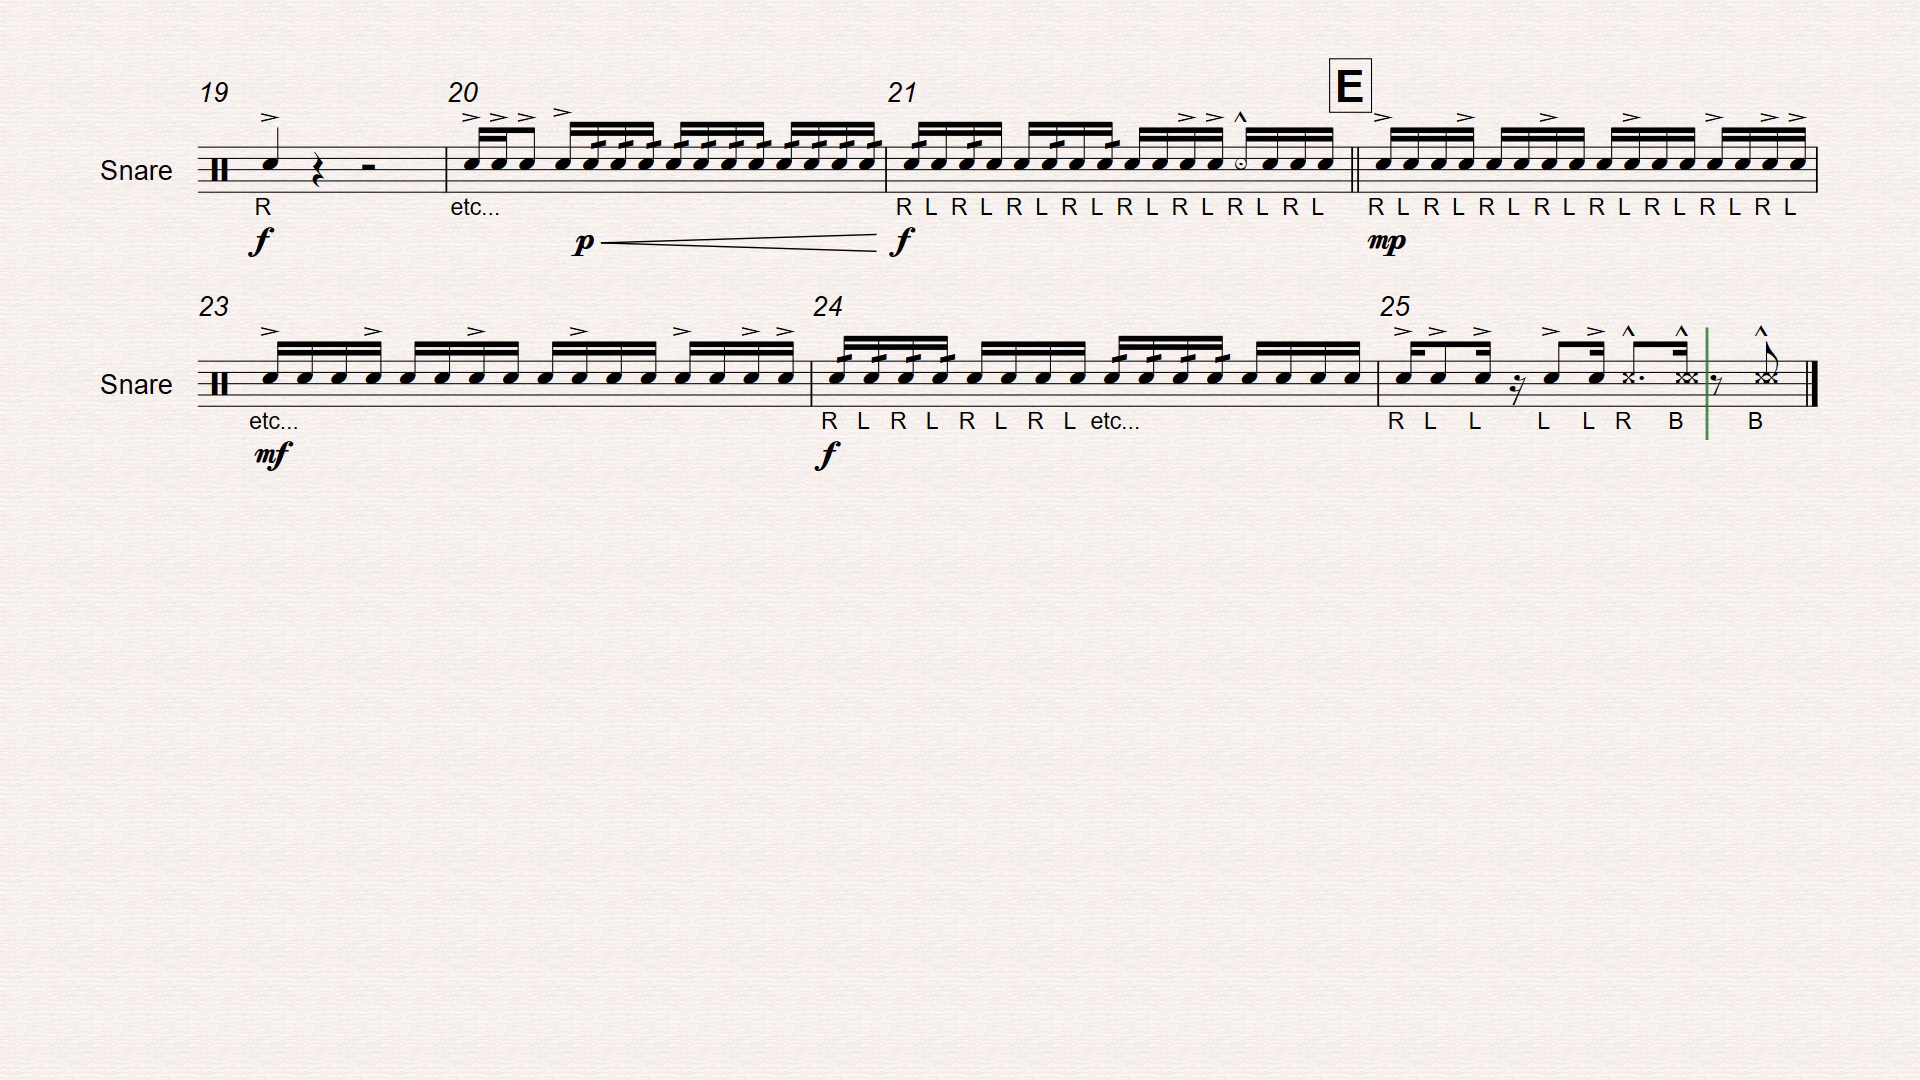 19 20 21 E
Snare
R etc... R L R L R L R L R L R L R L R L R L R L R L R L R L R L R L R L
f p f mp
23 24 25
Snare
etc... R L R L R L R L etc... R L L L L R B B
mf f